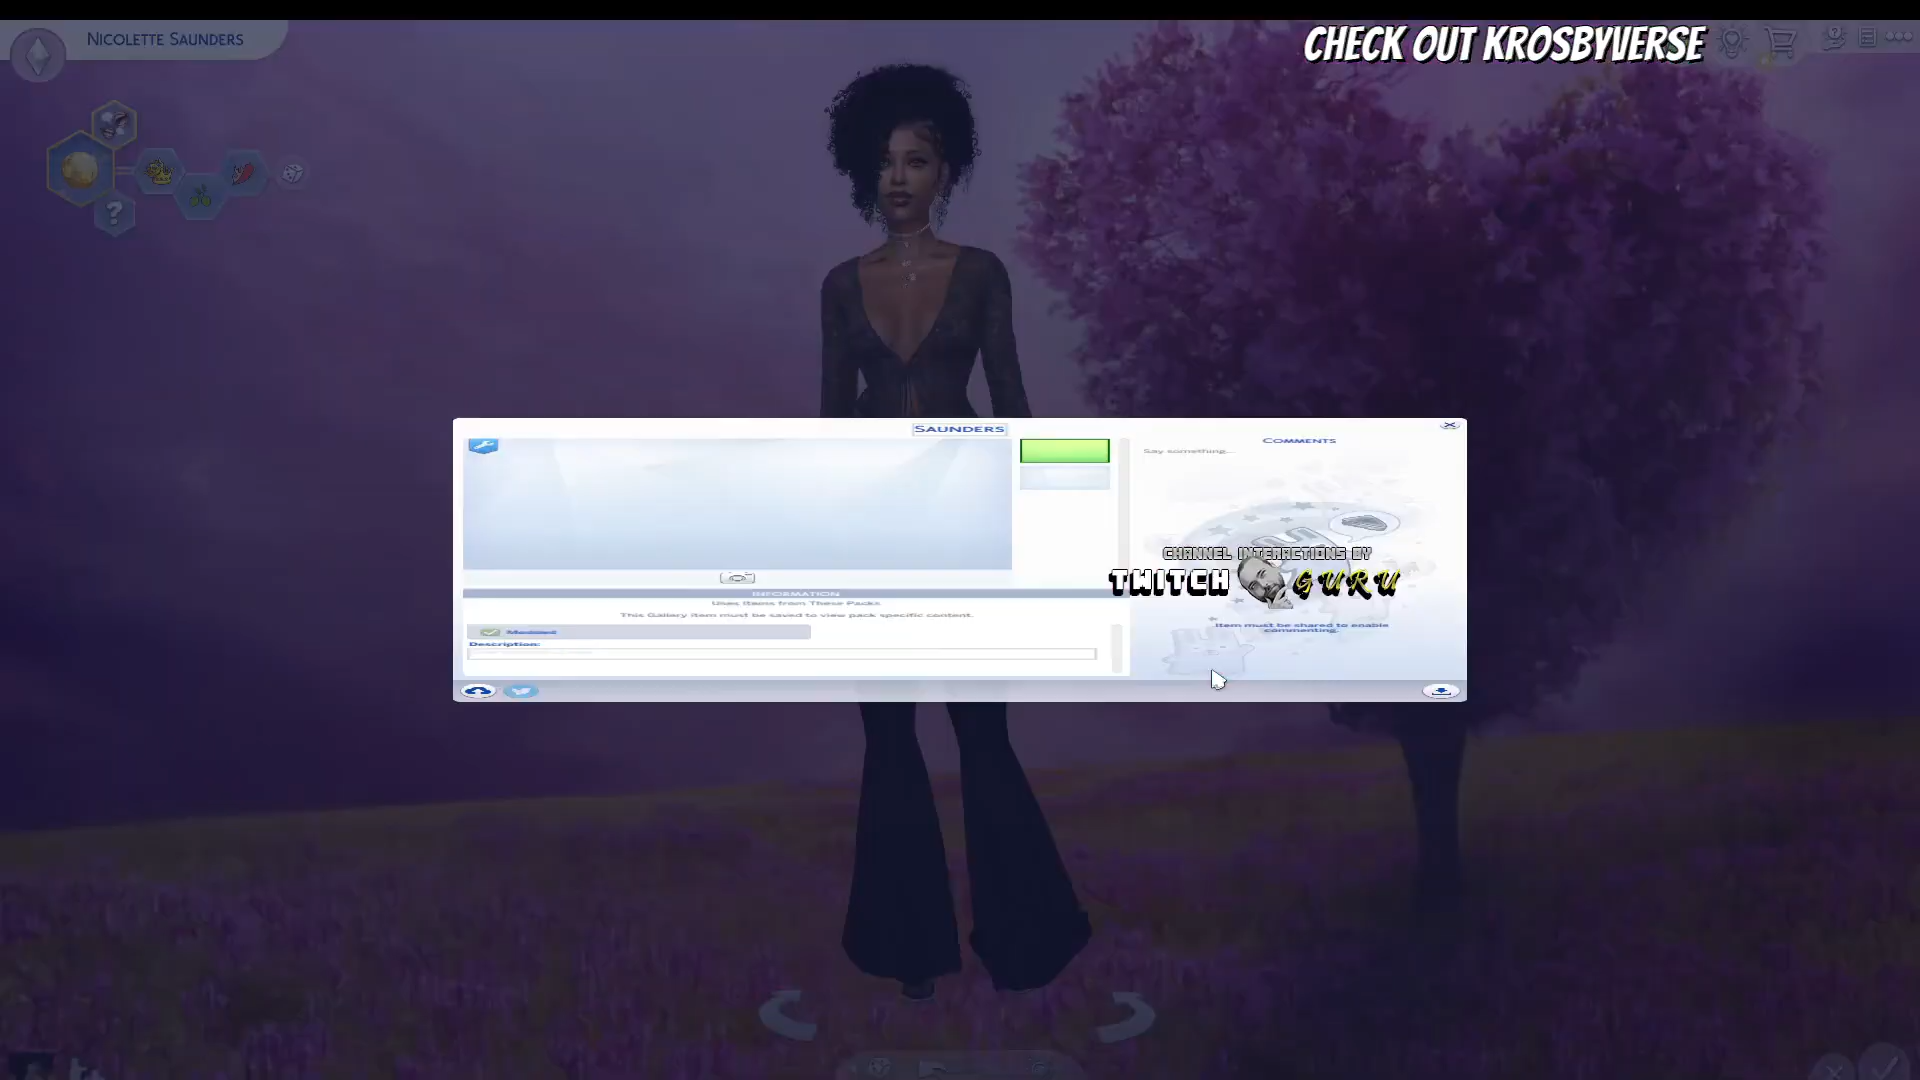 CHECK OUT KROSBYVERSE
NICOLETTE SAUNDERS
SAUNDERS
COMMENTS
Say something...
CHANNEL INTERACTIONS BY
TWITCH GURU
INFORMATION
Uses Items from These Packs
This Gallery item must be saved to view pack specific content.
Item must be shared to enable
commenting.
Modded
Description: